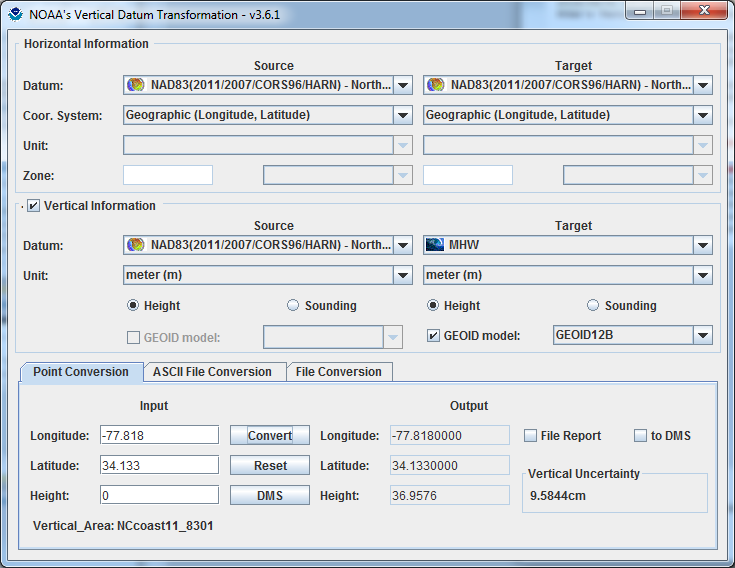 NOAA's Vertical Datum Transformation - v3.6.1
Horizontal Information
Source Target
Datum: NAD83(2011/2007/CORS96/HARN) - North... NAD83(2011/2007/CORS96/HARN) - North...
Coor. System: Geographic (Longitude, Latitude) Geographic (Longitude, Latitude)
Unit:
Zone:
Vertical Information
Source Target
Datum: NAD83(2011/2007/CORS96/HARN) - North... MHW
Unit: meter (m) meter (m)
Height Sounding Height Sounding
GEOID model: GEOID model: GEOID12B
Point Conversion ASCII File Conversion File Conversion
Input Output
Longitude: -77.818 Convert Longitude: -77.8180000 File Report to DMS
Latitude: 34.133 Reset Latitude: 34.1330000
Vertical Uncertainty
Height: 0 DMS Height: 36.9576 9.5844cm
Vertical_Area: NCcoast11_8301